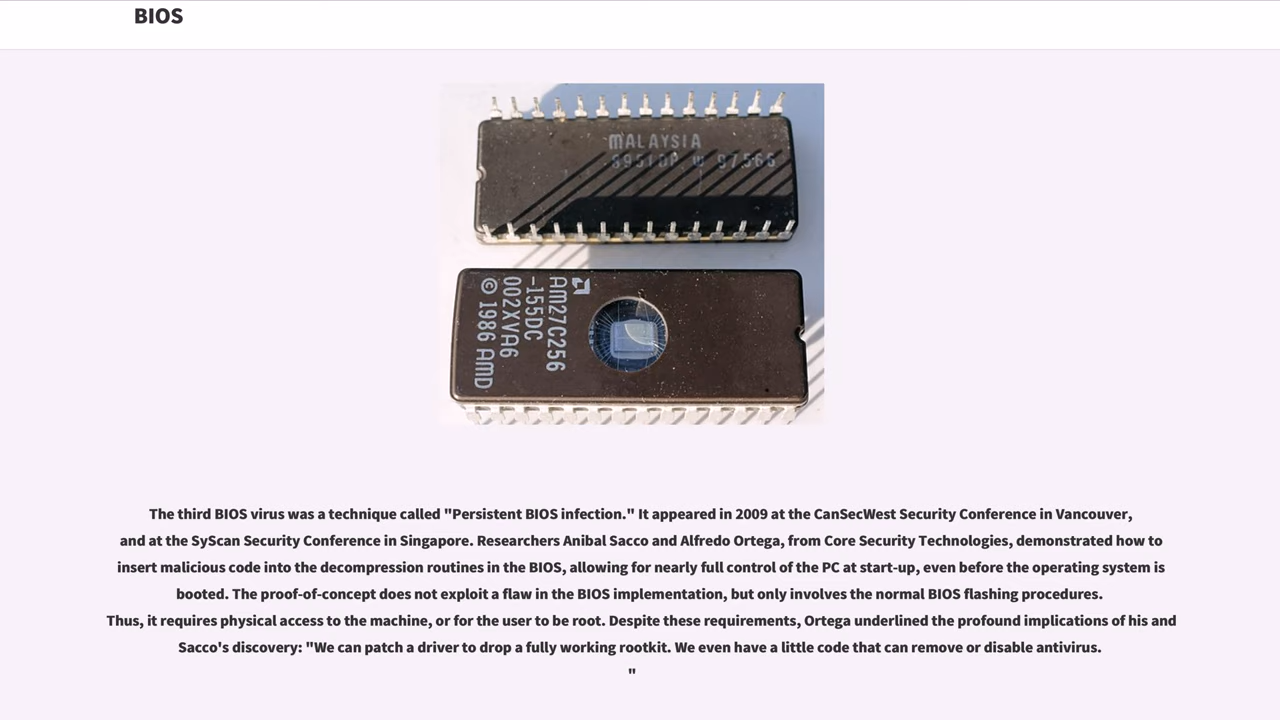 BIOS
MALAYSIA
AM27C256
-155DC
002XVA6
© 1986 AMD
The third BIOS virus was a technique called "Persistent BIOS infection." It appeared in 2009 at the CanSecWest Security Conference in Vancouver,
and at the SyScan Security Conference in Singapore. Researchers Anibal Sacco and Alfredo Ortega, from Core Security Technologies, demonstrated how to
insert malicious code into the decompression routines in the BIOS, allowing for nearly full control of the PC at start-up, even before the operating system is
booted. The proof-of-concept does not exploit a flaw in the BIOS implementation, but only involves the normal BIOS flashing procedures.
Thus, it requires physical access to the machine, or for the user to be root. Despite these requirements, Ortega underlined the profound implications of his and
Sacco's discovery: "We can patch a driver to drop a fully working rootkit. We even have a little code that can remove or disable antivirus.
"